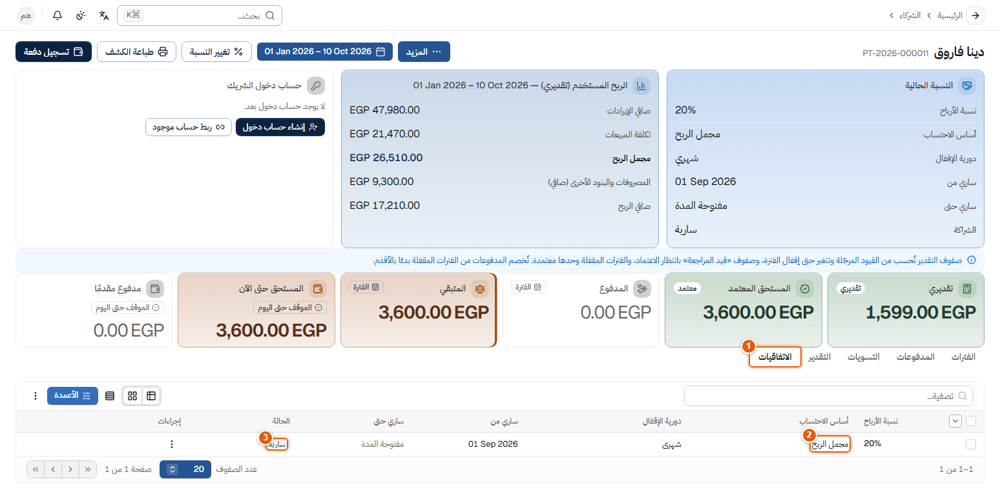 الرئيسية
الشركاء
بحث...
⌘K
هم
دينا فاروق PT-2026-000011
المزيد
01 Jan 2026 – 10 Oct 2026
تغيير النسبة
طباعة الكشف
تسجيل دفعة
النسبة الحالية
نسبة الأرباح 20%
أساس الاحتساب مجمل الربح
دورية الإقفال شهري
ساري من 01 Sep 2026
ساري حتى مفتوحة المدة
الشراكة سارية
الربح المستخدم (تقديري) — 01 Jan 2026 – 10 Oct 2026
صافي الإيرادات EGP 47,980.00
تكلفة المبيعات EGP 21,470.00
مجمل الربح EGP 26,510.00
المصروفات والبنود الأخرى (صافي) EGP 9,300.00
صافي الربح EGP 17,210.00
حساب دخول الشريك
لا يوجد حساب دخول بعد.
إنشاء حساب دخول
ربط حساب موجود
صفوف التقدير تُحسب من القيود المرحّلة وتتغير حتى إقفال الفترة، وصفوف «قيد المراجعة» بانتظار الاعتماد، والفترات المقفلة وحدها معتمدة. تُخصم المدفوعات من الفترات المقفلة بدءًا بالأقدم.
تقديري
تقديري
1,599.00 EGP
المستحق المعتمد
معتمد
3,600.00 EGP
المدفوع
الفترة
0.00 EGP
المتبقي
الفترة
3,600.00 EGP
المستحق حتى الآن
الموقف حتى اليوم
3,600.00 EGP
مدفوع مقدمًا
الموقف حتى اليوم
0.00 EGP
الفترات
المدفوعات
التسويات
التقدير
1
الاتفاقيات
تصفية...
الأعمدة
نسبة الأرباح أساس الاحتساب دورية الإقفال ساري من ساري حتى الحالة إجراءات
2
3
20% مجمل الربح شهري 01 Sep 2026 مفتوحة المدة سارية
1–1 من 1
عدد الصفوف 20 صفحة 1 من 1